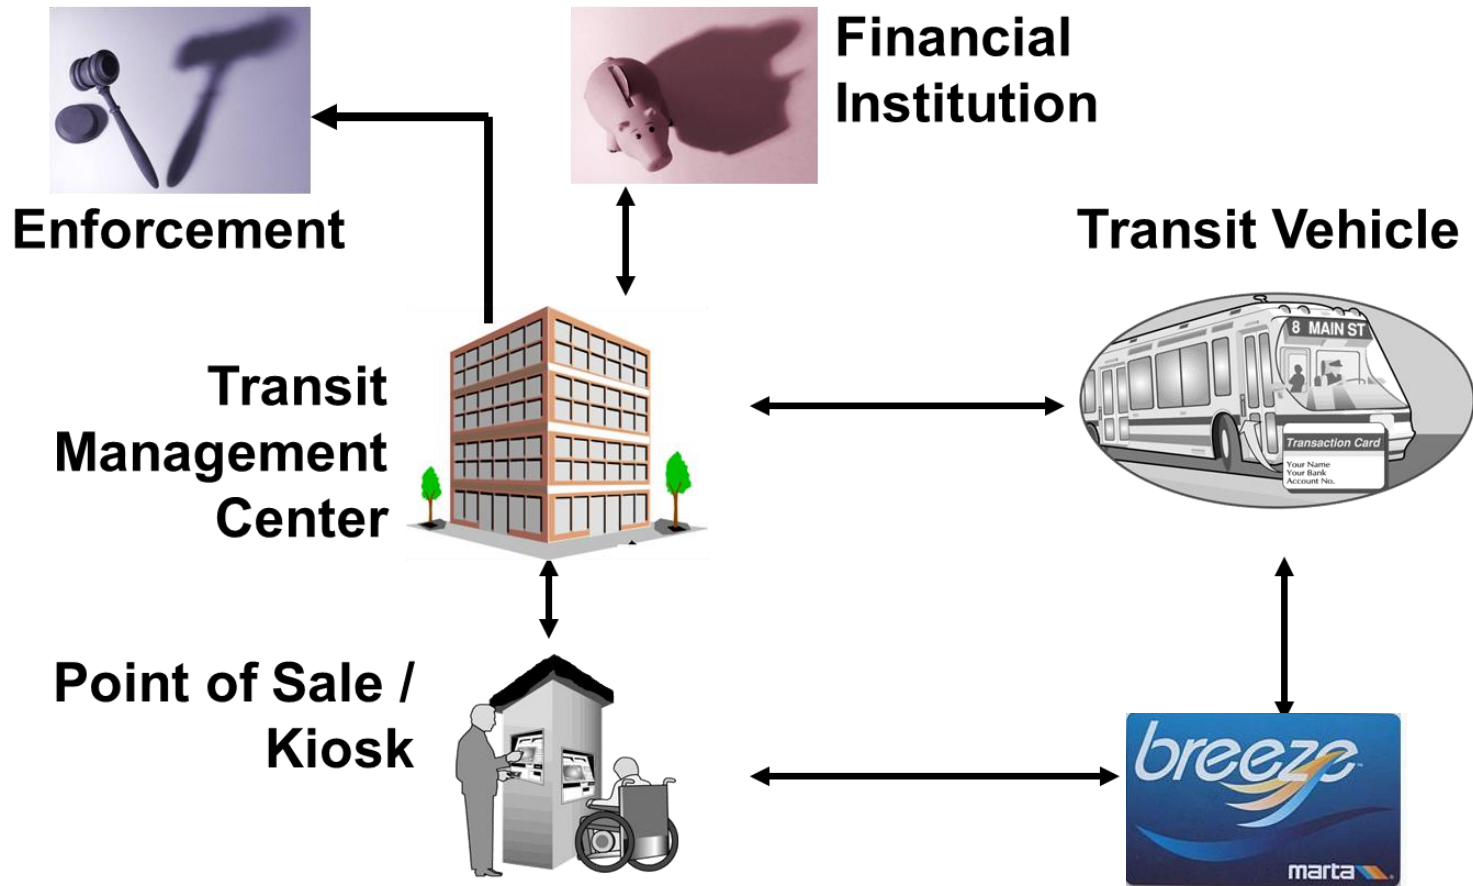 Financial
Institution
Enforcement
Transit Vehicle
8 MAIN ST
Transaction Card
Your Name
Your Bank
Account No.
Transit
Management
Center
Point of Sale /
Kiosk
breeze
marta